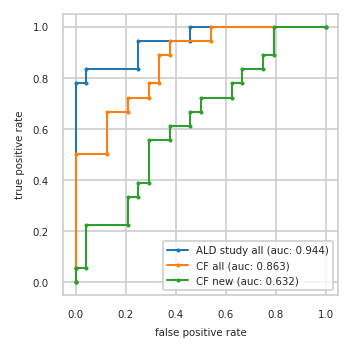 1.0
0.8
0.6
0.4
0.2
0.0
true positive rate
ALD study all (auc: 0.944)
CF all (auc: 0.863)
CF new (auc: 0.632)
0.0 0.2 0.4 0.6 0.8 1.0
false positive rate